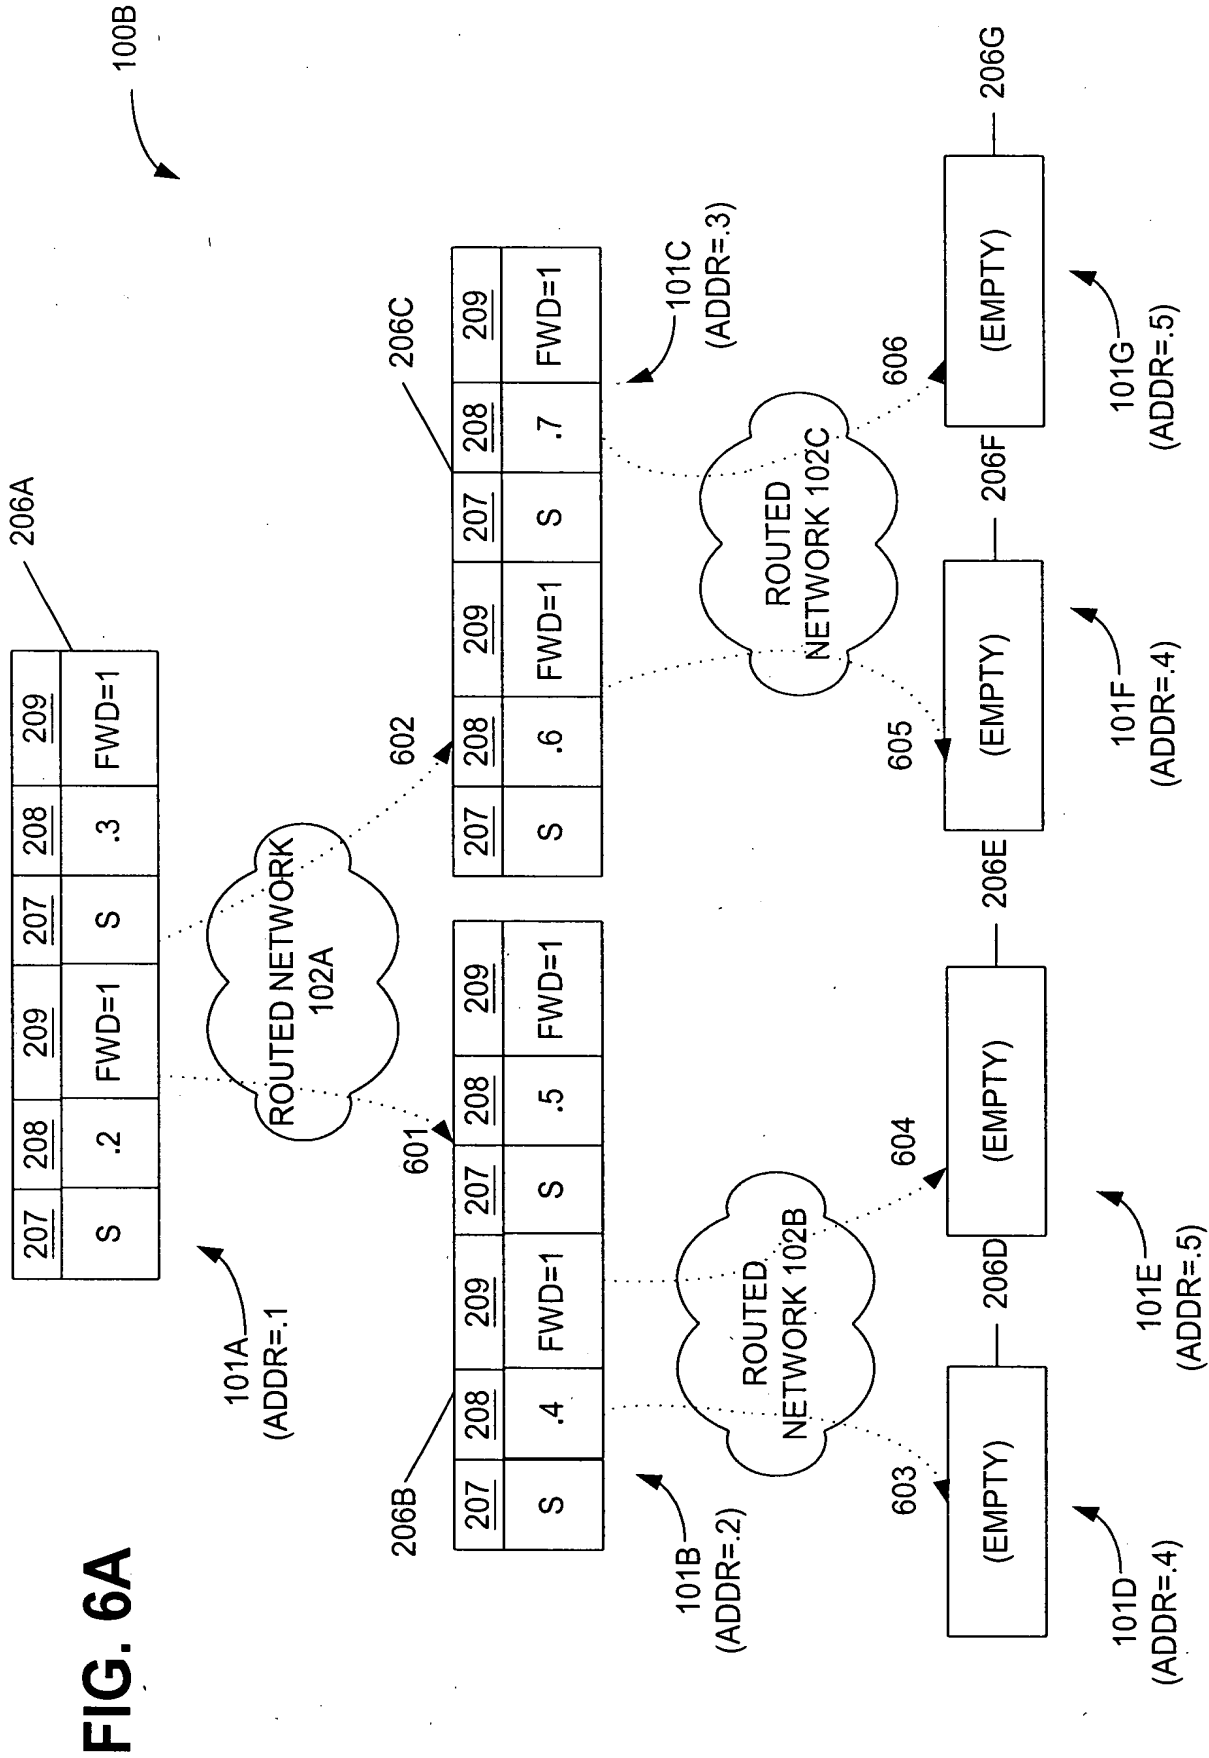 FIG. 6A
100B
206A
207 208 209 207 208 209
S .2 FWD=1 S .3 FWD=1
101A
(ADDR=.1
ROUTED NETWORK
102A
601
602
206B
207 208 209 207 208 209
S .4 FWD=1 S .5 FWD=1
101B
(ADDR=.2)
206C
207 208 209 207 208 209
S .6 FWD=1 S .7 FWD=1
101C
(ADDR=.3)
ROUTED
NETWORK 102B
ROUTED
NETWORK 102C
603
604
605
606
(EMPTY)
206D
(EMPTY)
206E
(EMPTY)
206F
(EMPTY)
206G
101D
(ADDR=.4)
101E
(ADDR=.5)
101F
(ADDR=.4)
101G
(ADDR=.5)